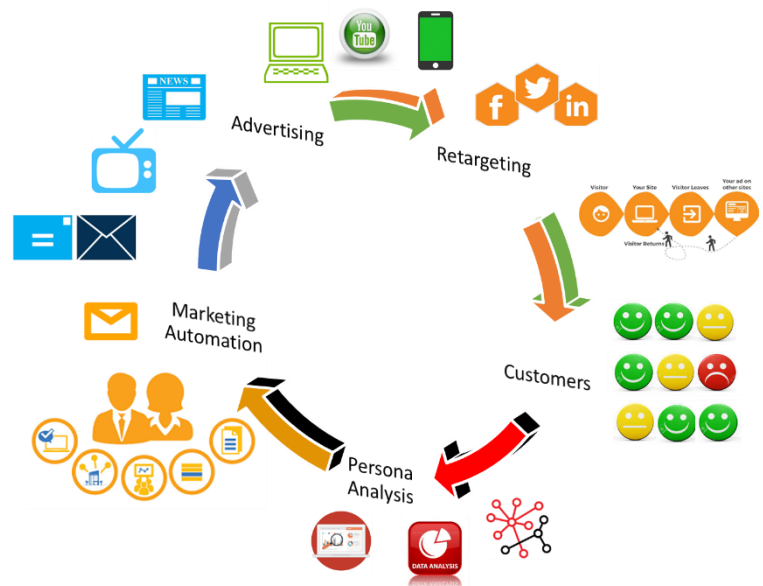 You
Tube
NEWS
Advertising
f
in
Retargeting
Visitor
Your Site
Visitor Leaves
Your ad on
other sites
Visitor Returns
=
Marketing
Automation
Customers
Persona
Analysis
DATA ANALYSIS